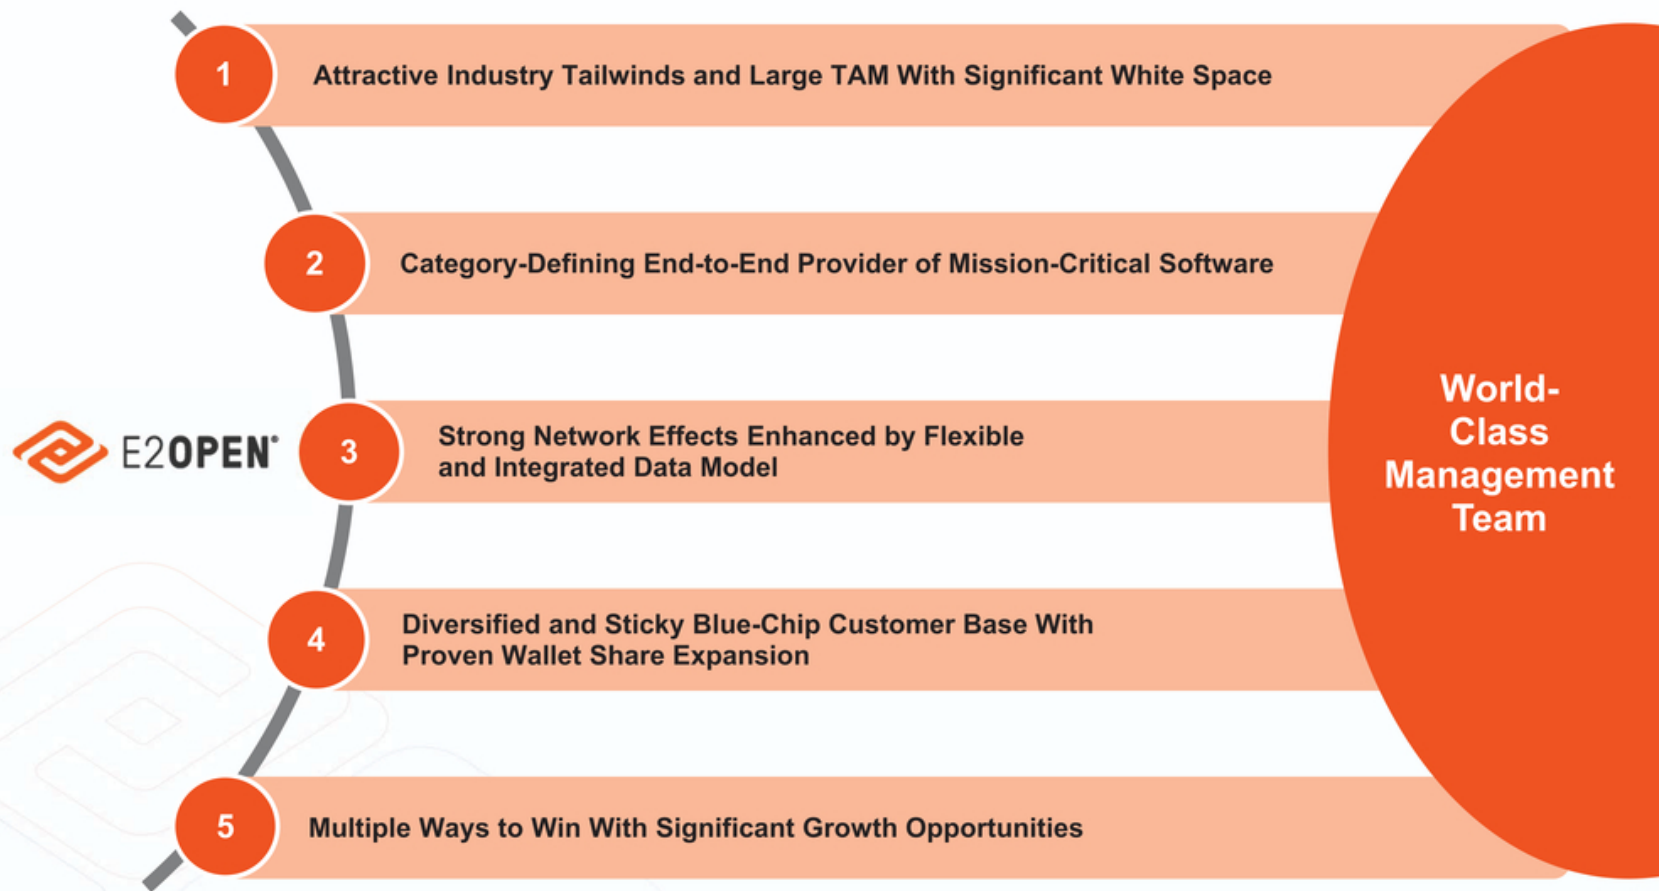 1
Attractive Industry Tailwinds and Large TAM With Significant White Space
2
Category-Defining End-to-End Provider of Mission-Critical Software
E2OPEN®
3
Strong Network Effects Enhanced by Flexible
and Integrated Data Model
4
Diversified and Sticky Blue-Chip Customer Base With
Proven Wallet Share Expansion
5
Multiple Ways to Win With Significant Growth Opportunities
World-
Class
Management
Team